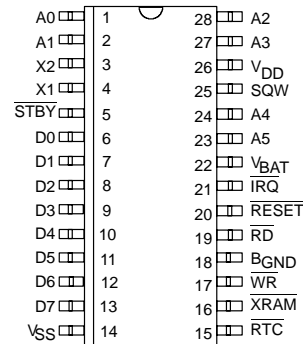 A0 1 28 A2
A1 2 27 A3
X2 3 26 VDD
X1 4 25 SQW
STBY 5 24 A4
D0 6 23 A5
D1 7 22 VBAT
D2 8 21 IRQ
D3 9 20 RESET
D4 10 19 RD
D5 11 18 BGND
D6 12 17 WR
D7 13 16 XRAM
VSS 14 15 RTC